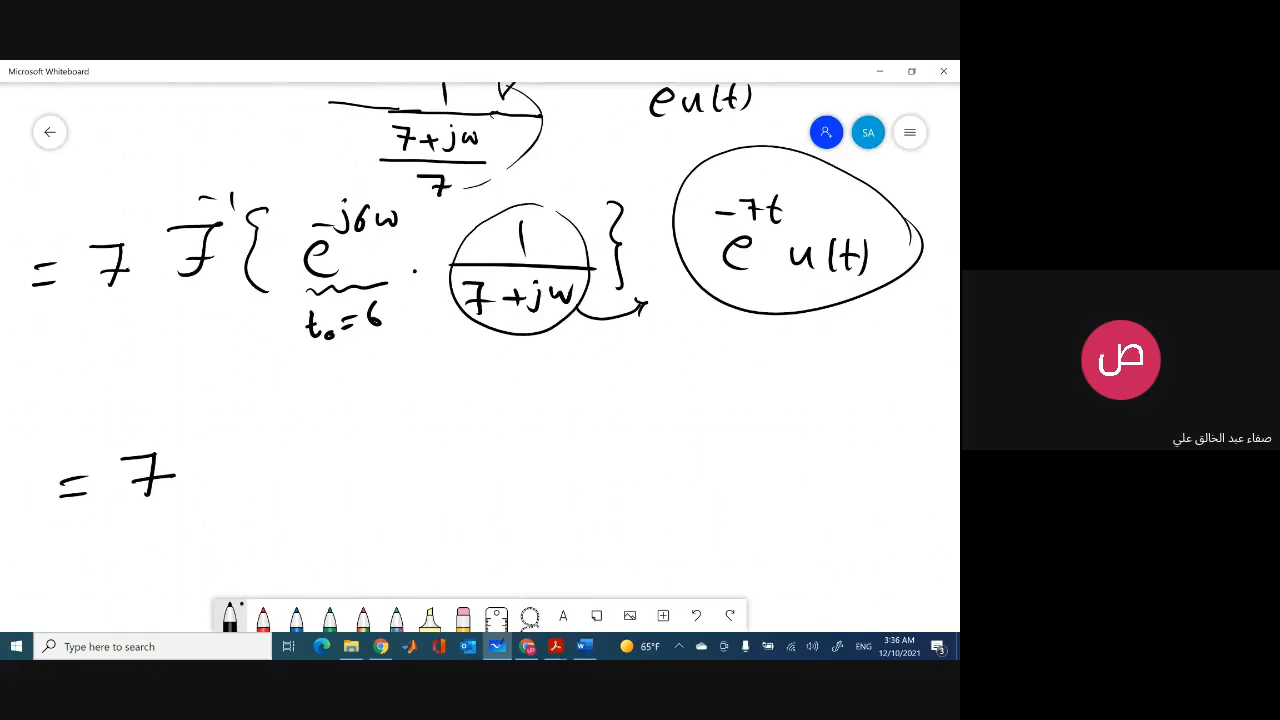 Microsoft Whiteboard
1
7+jω
7
e u(t)
SA
= 7 F⁻¹ { e^-j6ω · 1/(7+jω) }
t₀=6
e^-7t u(t)
= 7
ص
صفاء عبد الخالق علي
A
Type here to search
65°F
ENG
3:36 AM
12/10/2021
3